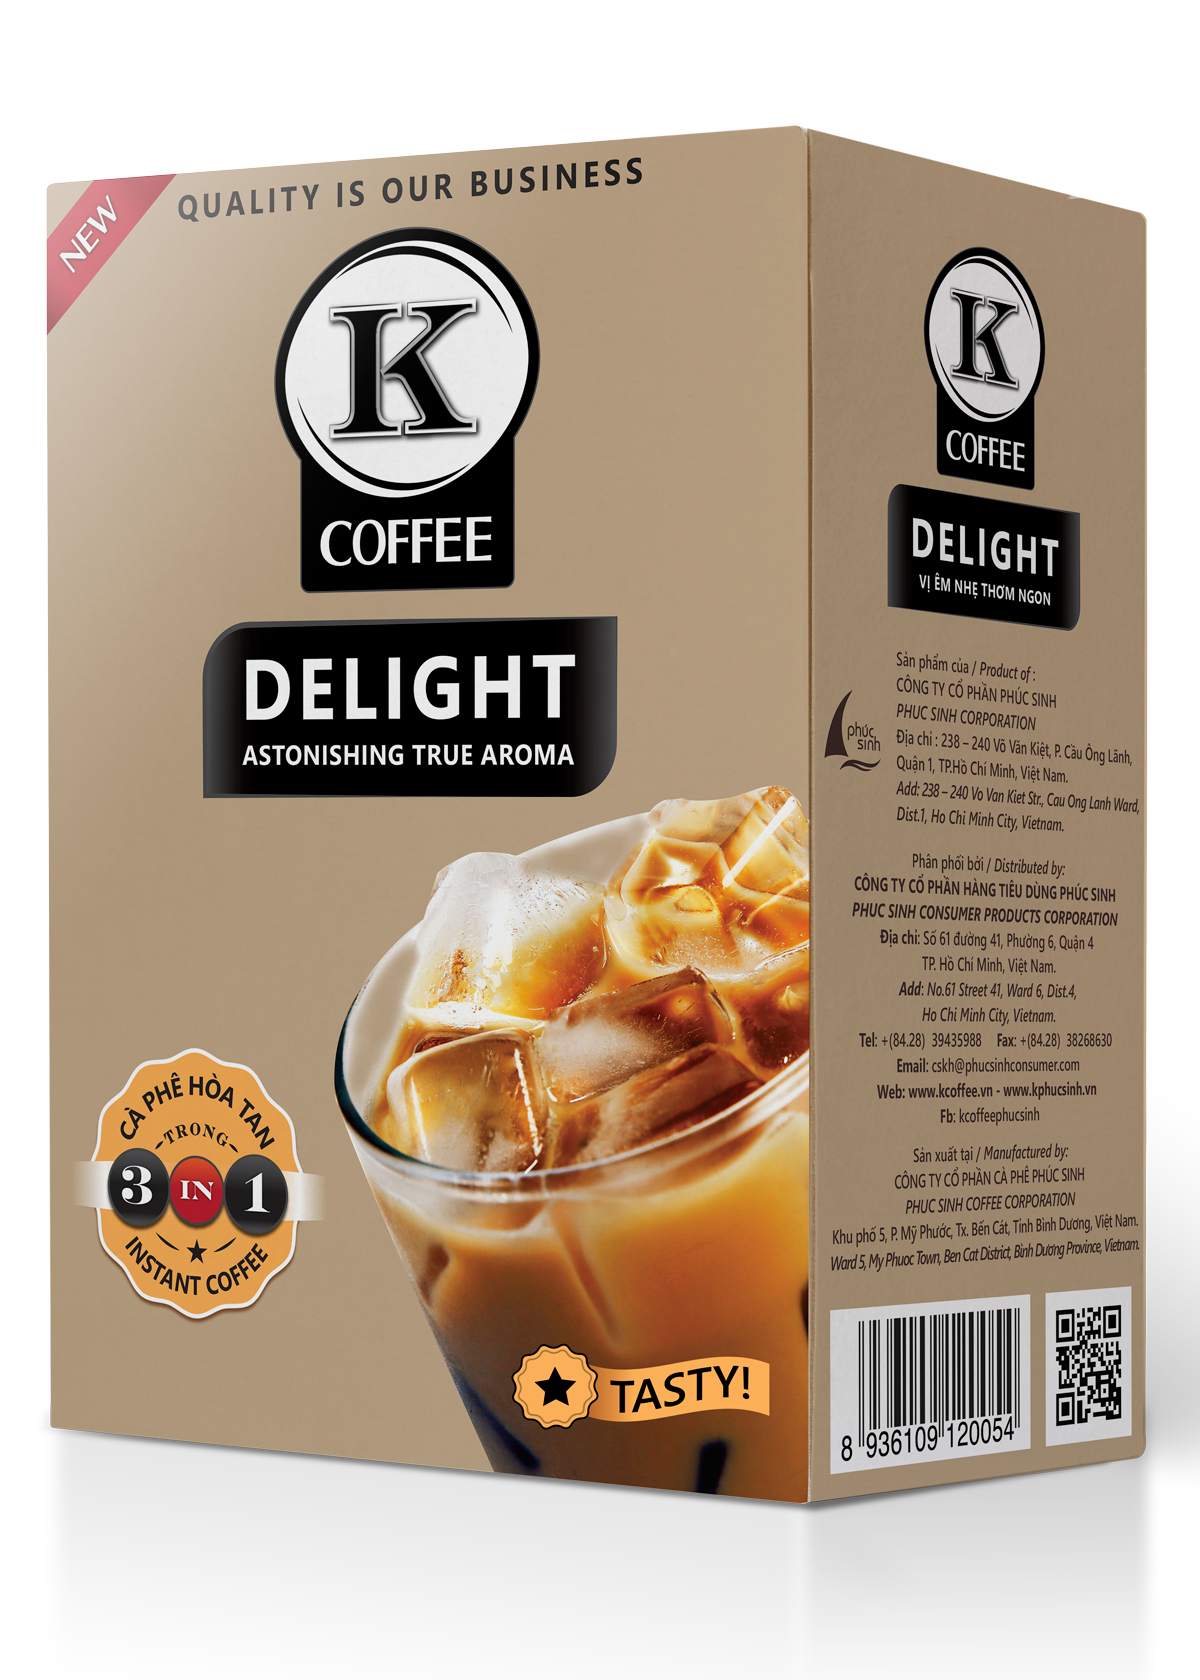 NEW
QUALITY IS OUR BUSINESS
K
COFFEE
DELIGHT
ASTONISHING TRUE AROMA
CÀ PHÊ HÒA TAN
TRONG
3 IN 1
INSTANT COFFEE
TASTY!
K
COFFEE
DELIGHT
VỊ ÊM NHẸ THƠM NGON
phúc sinh
Sản phẩm của / Product of :
CÔNG TY CỔ PHẦN PHÚC SINH
PHUC SINH CORPORATION
Địa chỉ : 238 – 240 Võ Văn Kiệt, P. Cầu Ông Lãnh,
Quận 1, TP.Hồ Chí Minh, Việt Nam.
Add: 238 – 240 Vo Van Kiet Str., Cau Ong Lanh Ward,
Dist.1, Ho Chi Minh City, Vietnam.
Phân phối bởi / Distributed by:
CÔNG TY CỔ PHẦN HÀNG TIÊU DÙNG PHÚC SINH
PHUC SINH CONSUMER PRODUCTS CORPORATION
Địa chỉ: Số 61 đường 41, Phường 6, Quận 4
TP. Hồ Chí Minh, Việt Nam.
Add: No.61 Street 41, Ward 6, Dist.4,
Ho Chi Minh City, Vietnam.
Tel: +(84.28) 39435988 Fax: +(84.28) 38268630
Email: cskh@phucsinhconsumer.com
Web: www.kcoffee.vn - www.kphucsinh.vn
Fb: kcoffeephucsinh
Sản xuất tại / Manufactured by:
CÔNG TY CỔ PHẦN CÀ PHÊ PHÚC SINH
PHUC SINH COFFEE CORPORATION
Khu phố 5, P. Mỹ Phước, Tx. Bến Cát, Tỉnh Bình Dương, Việt Nam.
Ward 5, My Phuoc Town, Ben Cat District, Binh Dương Province, Vietnam.
8 936109 120054